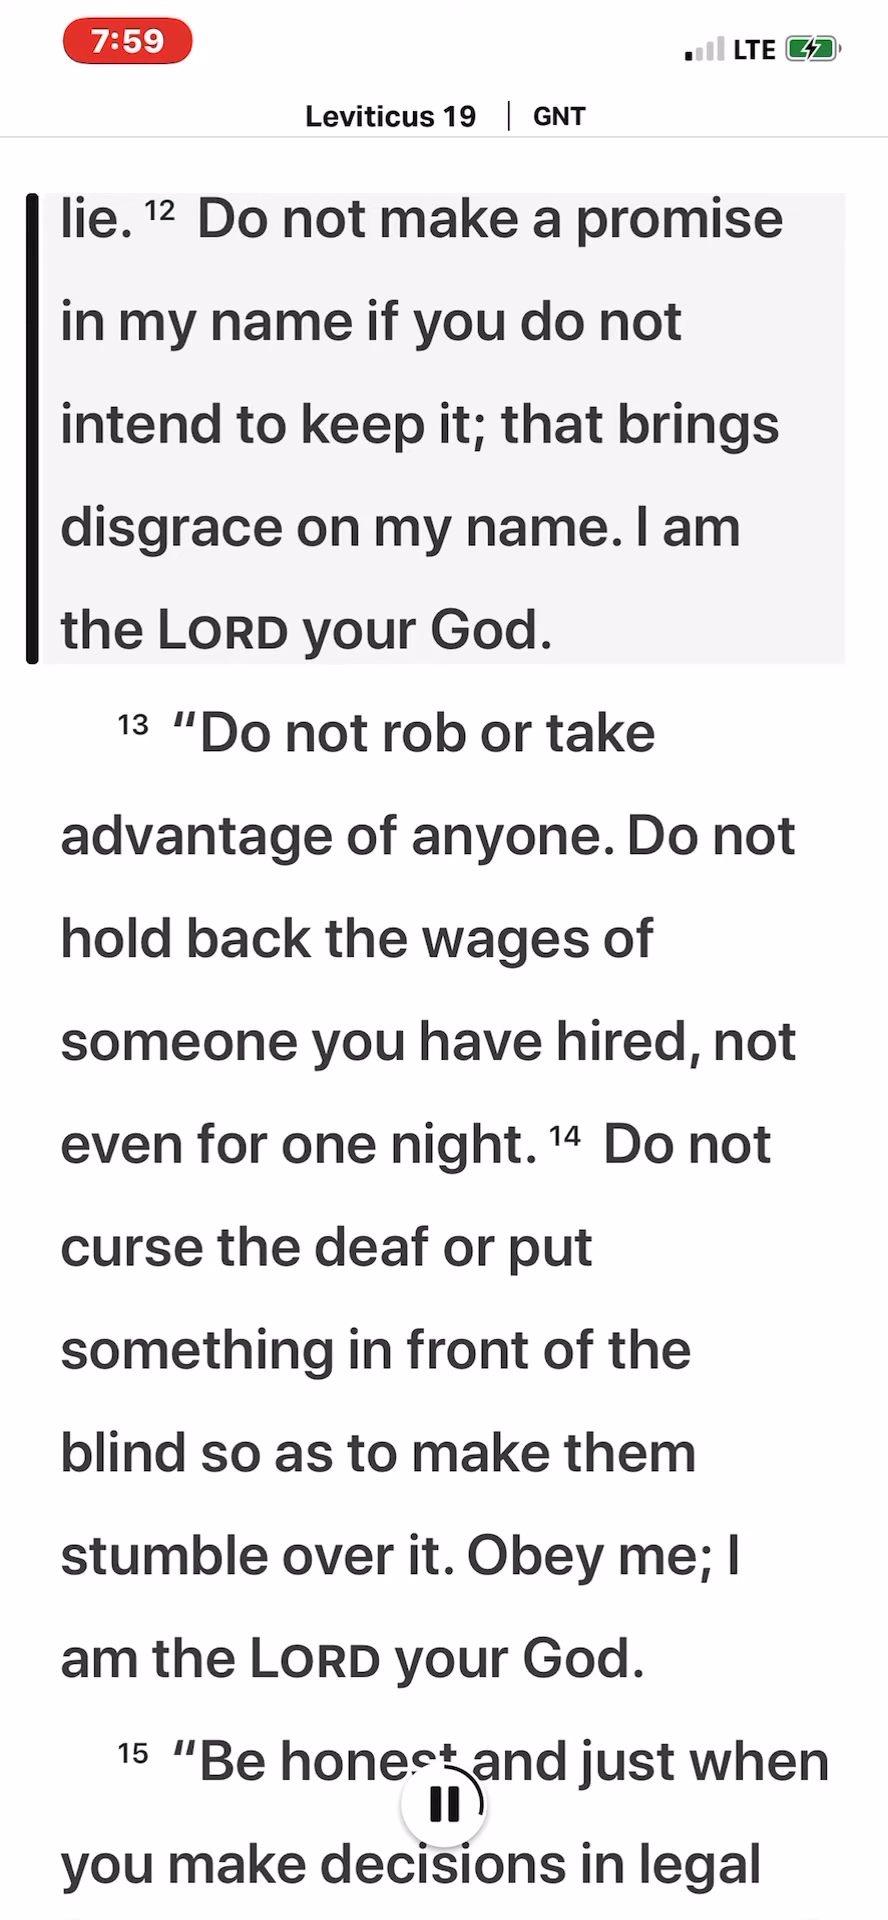 7:59
LTE
Leviticus 19 | GNT
lie. 12 Do not make a promise
in my name if you do not
intend to keep it; that brings
disgrace on my name. I am
the LORD your God.
13 “Do not rob or take
advantage of anyone. Do not
hold back the wages of
someone you have hired, not
even for one night. 14 Do not
curse the deaf or put
something in front of the
blind so as to make them
stumble over it. Obey me; I
am the LORD your God.
15 “Be honest and just when
you make decisions in legal